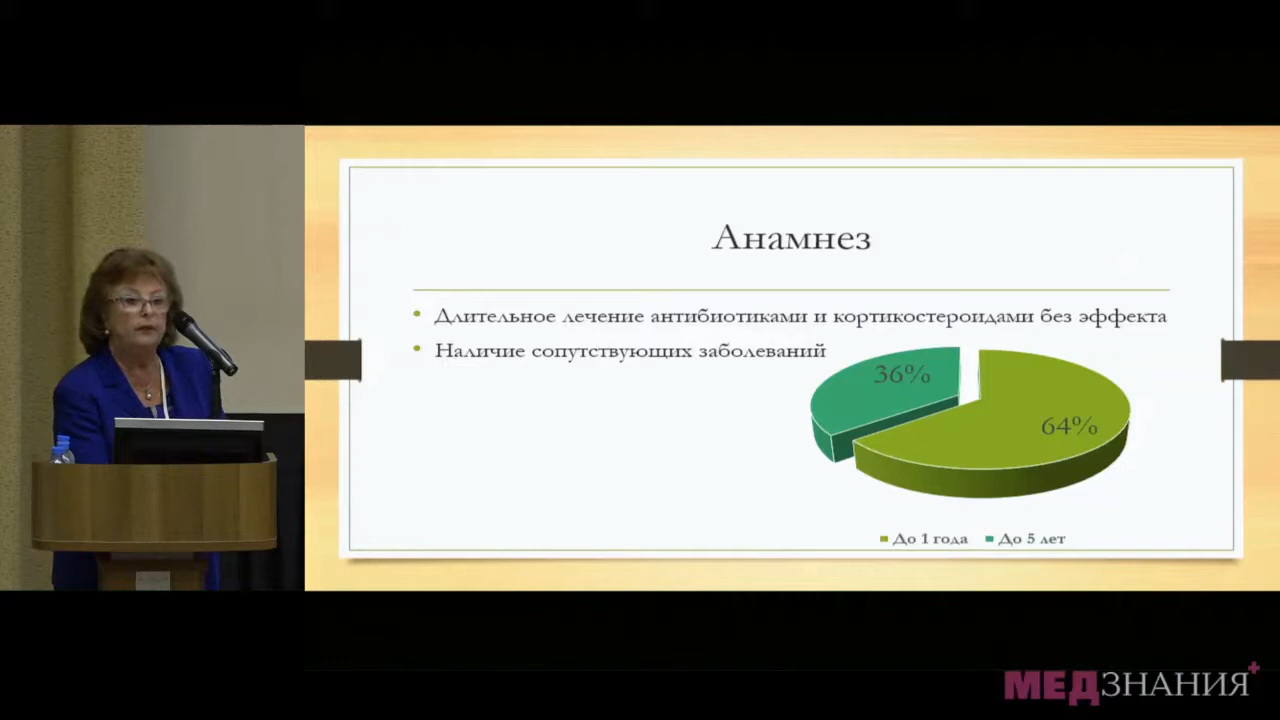 Анамнез
Длительное лечение антибиотиками и кортикостероидами без эффекта
Наличие сопутствующих заболеваний
36%
64%
До 1 года
До 5 лет
МЕДЗНАНИЯ+